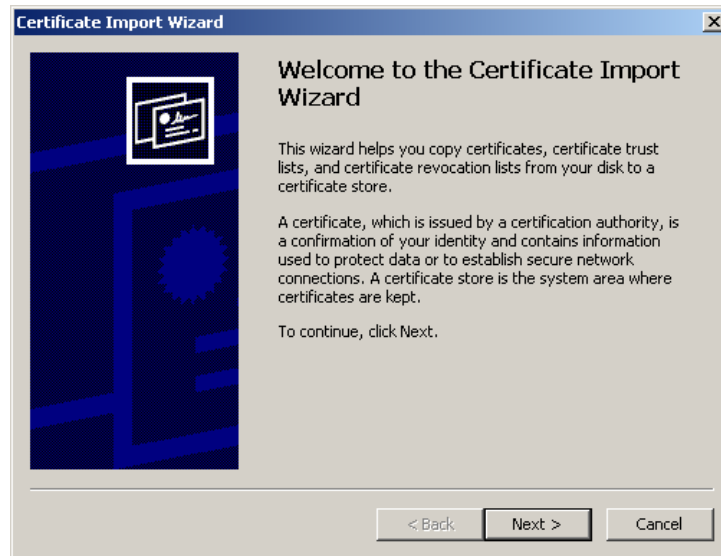 Certificate Import Wizard
Welcome to the Certificate Import
Wizard
This wizard helps you copy certificates, certificate trust
lists, and certificate revocation lists from your disk to a
certificate store.
A certificate, which is issued by a certification authority, is
a confirmation of your identity and contains information
used to protect data or to establish secure network
connections. A certificate store is the system area where
certificates are kept.
To continue, click Next.
< Back Next > Cancel